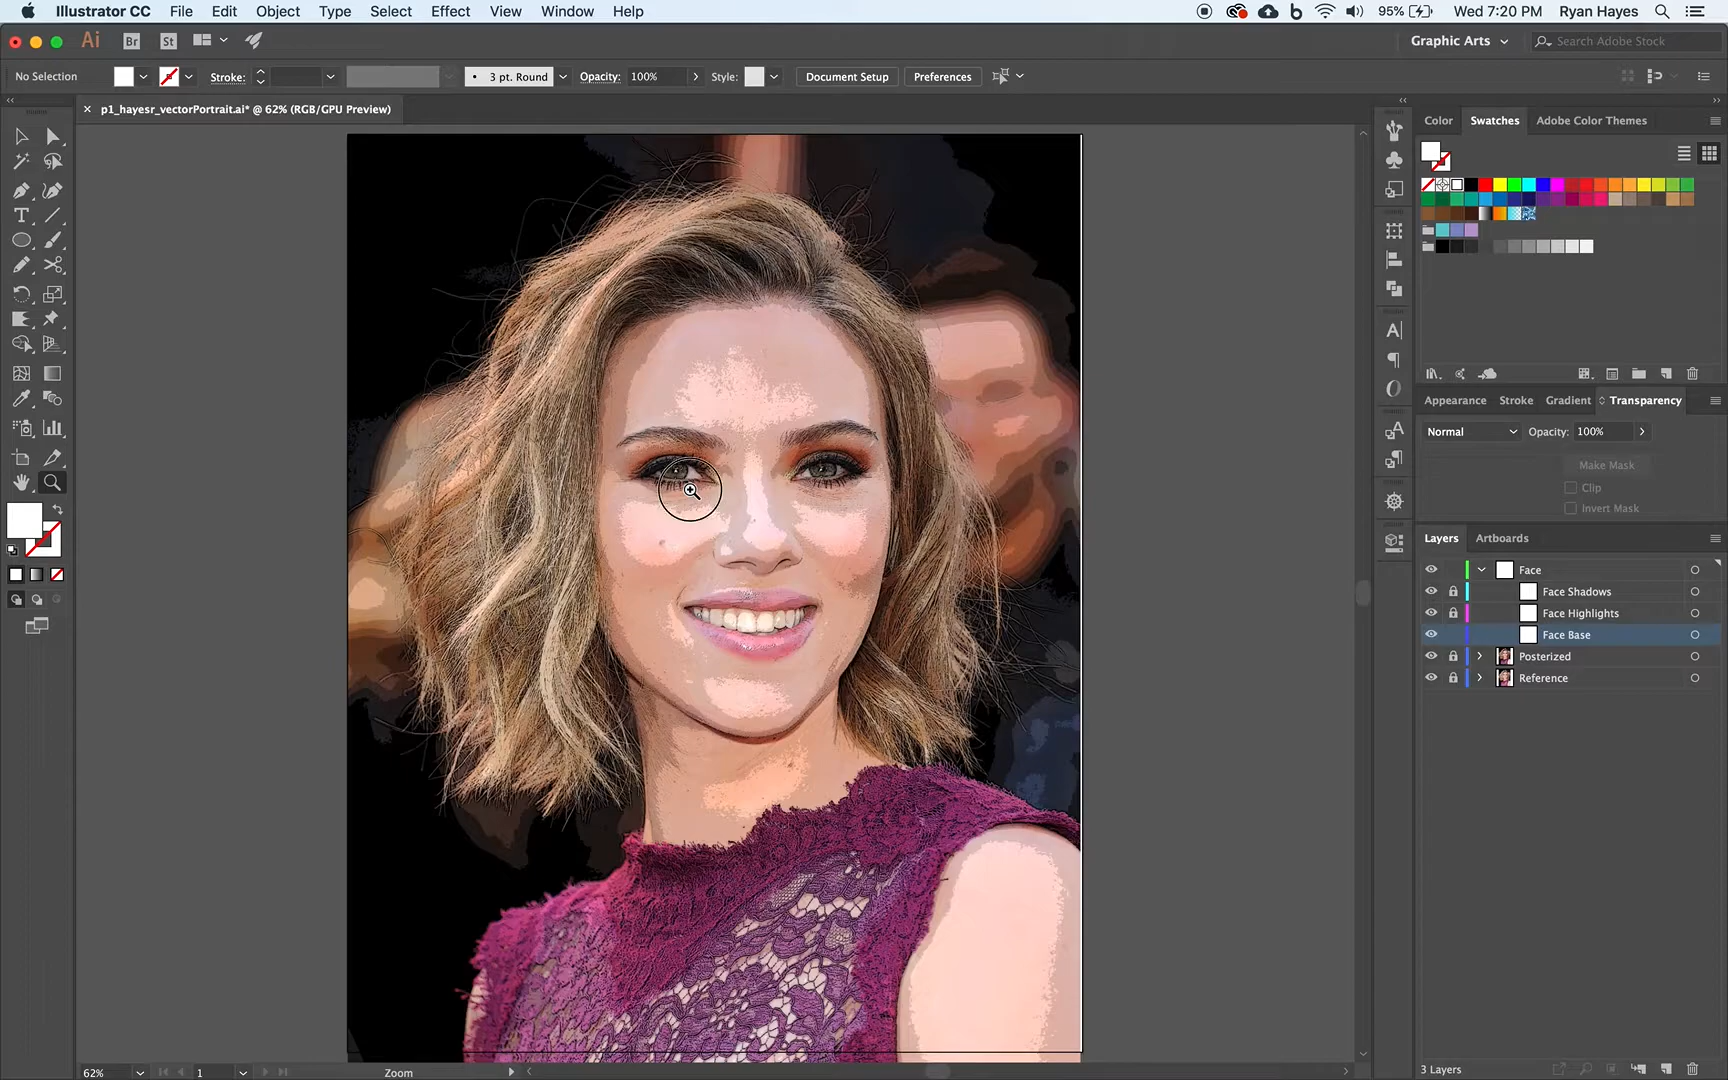 Illustrator CC File Edit Object Type Select Effect View Window Help 95% Wed 7:20 PM Ryan Hayes
Ai Br St Graphic Arts Search Adobe Stock
No Selection Stroke: 3 pt. Round Opacity: 100% Style: Document Setup Preferences
p1_hayesr_vectorPortrait.ai* @ 62% (RGB/GPU Preview)
Color Swatches Adobe Color Themes
Appearance Stroke Gradient Transparency
Normal Opacity: 100%
Make Mask
Clip
Invert Mask
Layers Artboards
Face
Face Shadows
Face Highlights
Face Base
Posterized
Reference
62% 1 Zoom 3 Layers